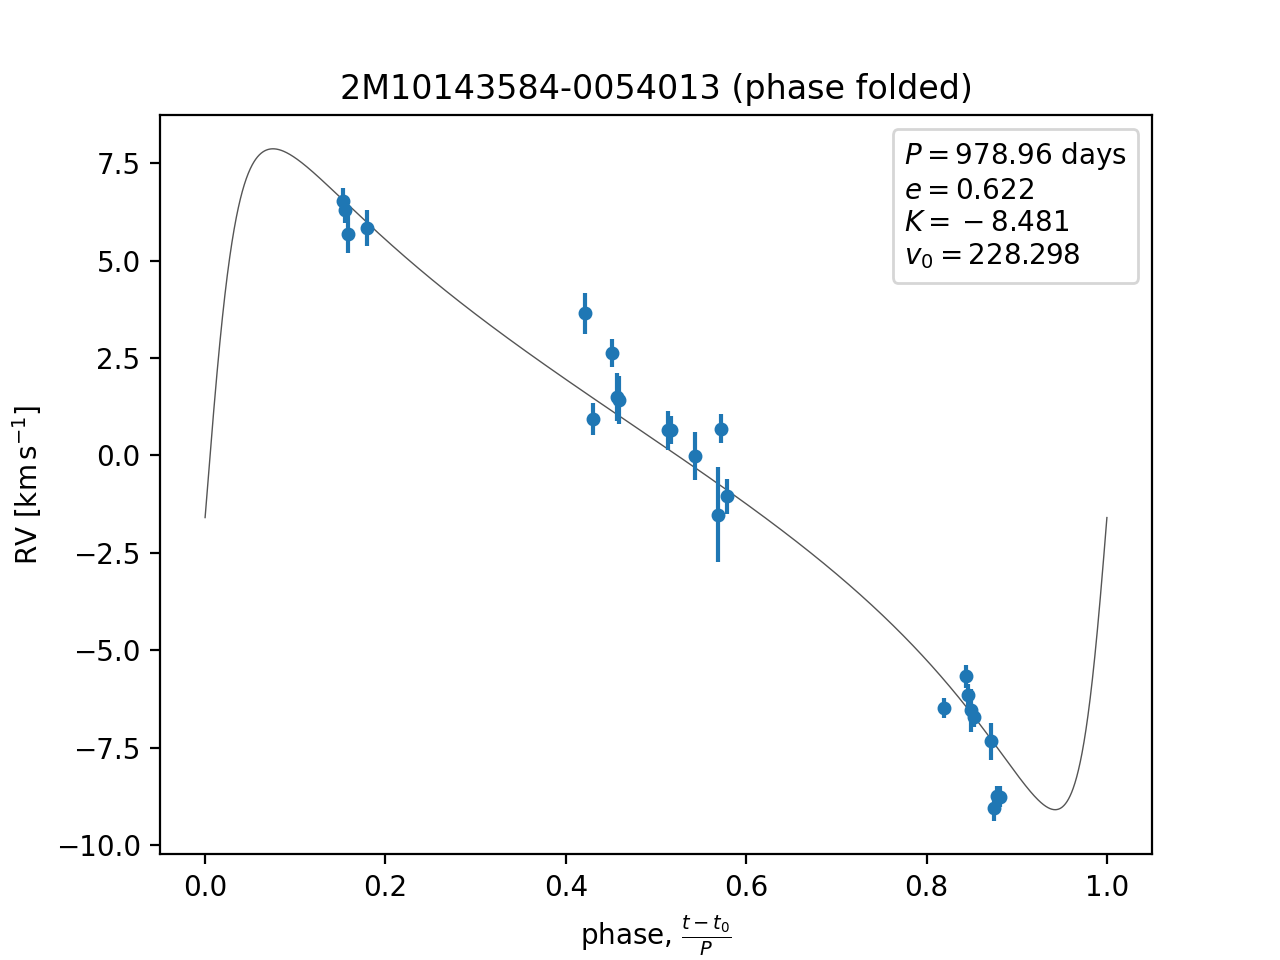 2M10143584-0054013 (phase folded)
P = 978.96 days
e = 0.622
K = −8.481
v₀ = 228.298
7.5
5.0
2.5
0.0
−2.5
−5.0
−7.5
−10.0
RV [km s⁻¹]
0.0 0.2 0.4 0.6 0.8 1.0
phase, (t − t₀)/P